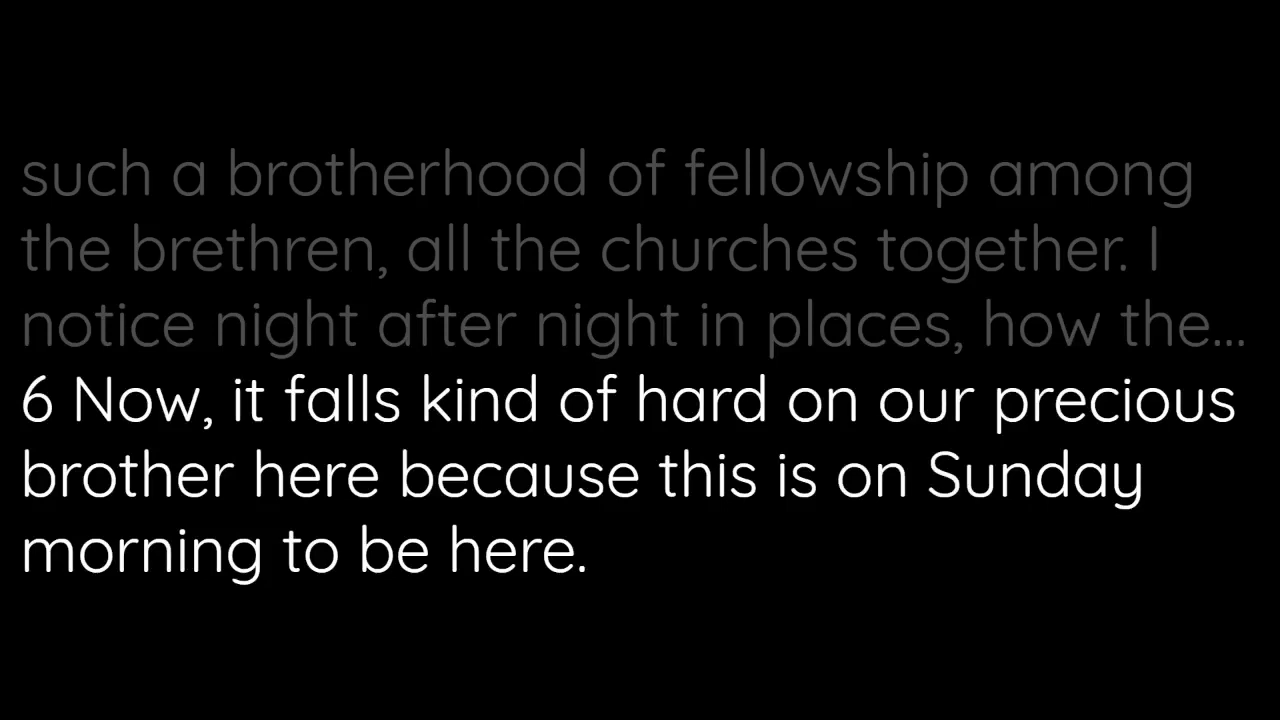 such a brotherhood of fellowship among
the brethren, all the churches together. I
notice night after night in places, how the...
6 Now, it falls kind of hard on our precious
brother here because this is on Sunday
morning to be here.